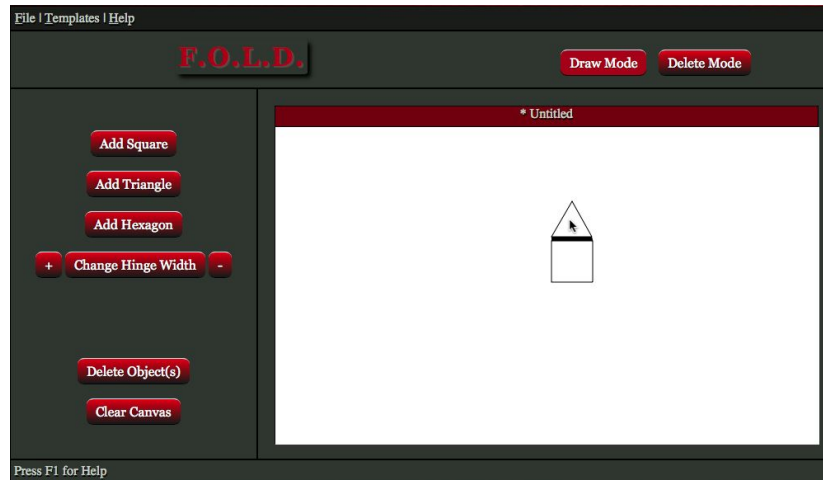 File | Templates | Help
F.O.L.D.
Draw Mode
Delete Mode
* Untitled
Add Square
Add Triangle
Add Hexagon
+ Change Hinge Width -
Delete Object(s)
Clear Canvas
Press F1 for Help